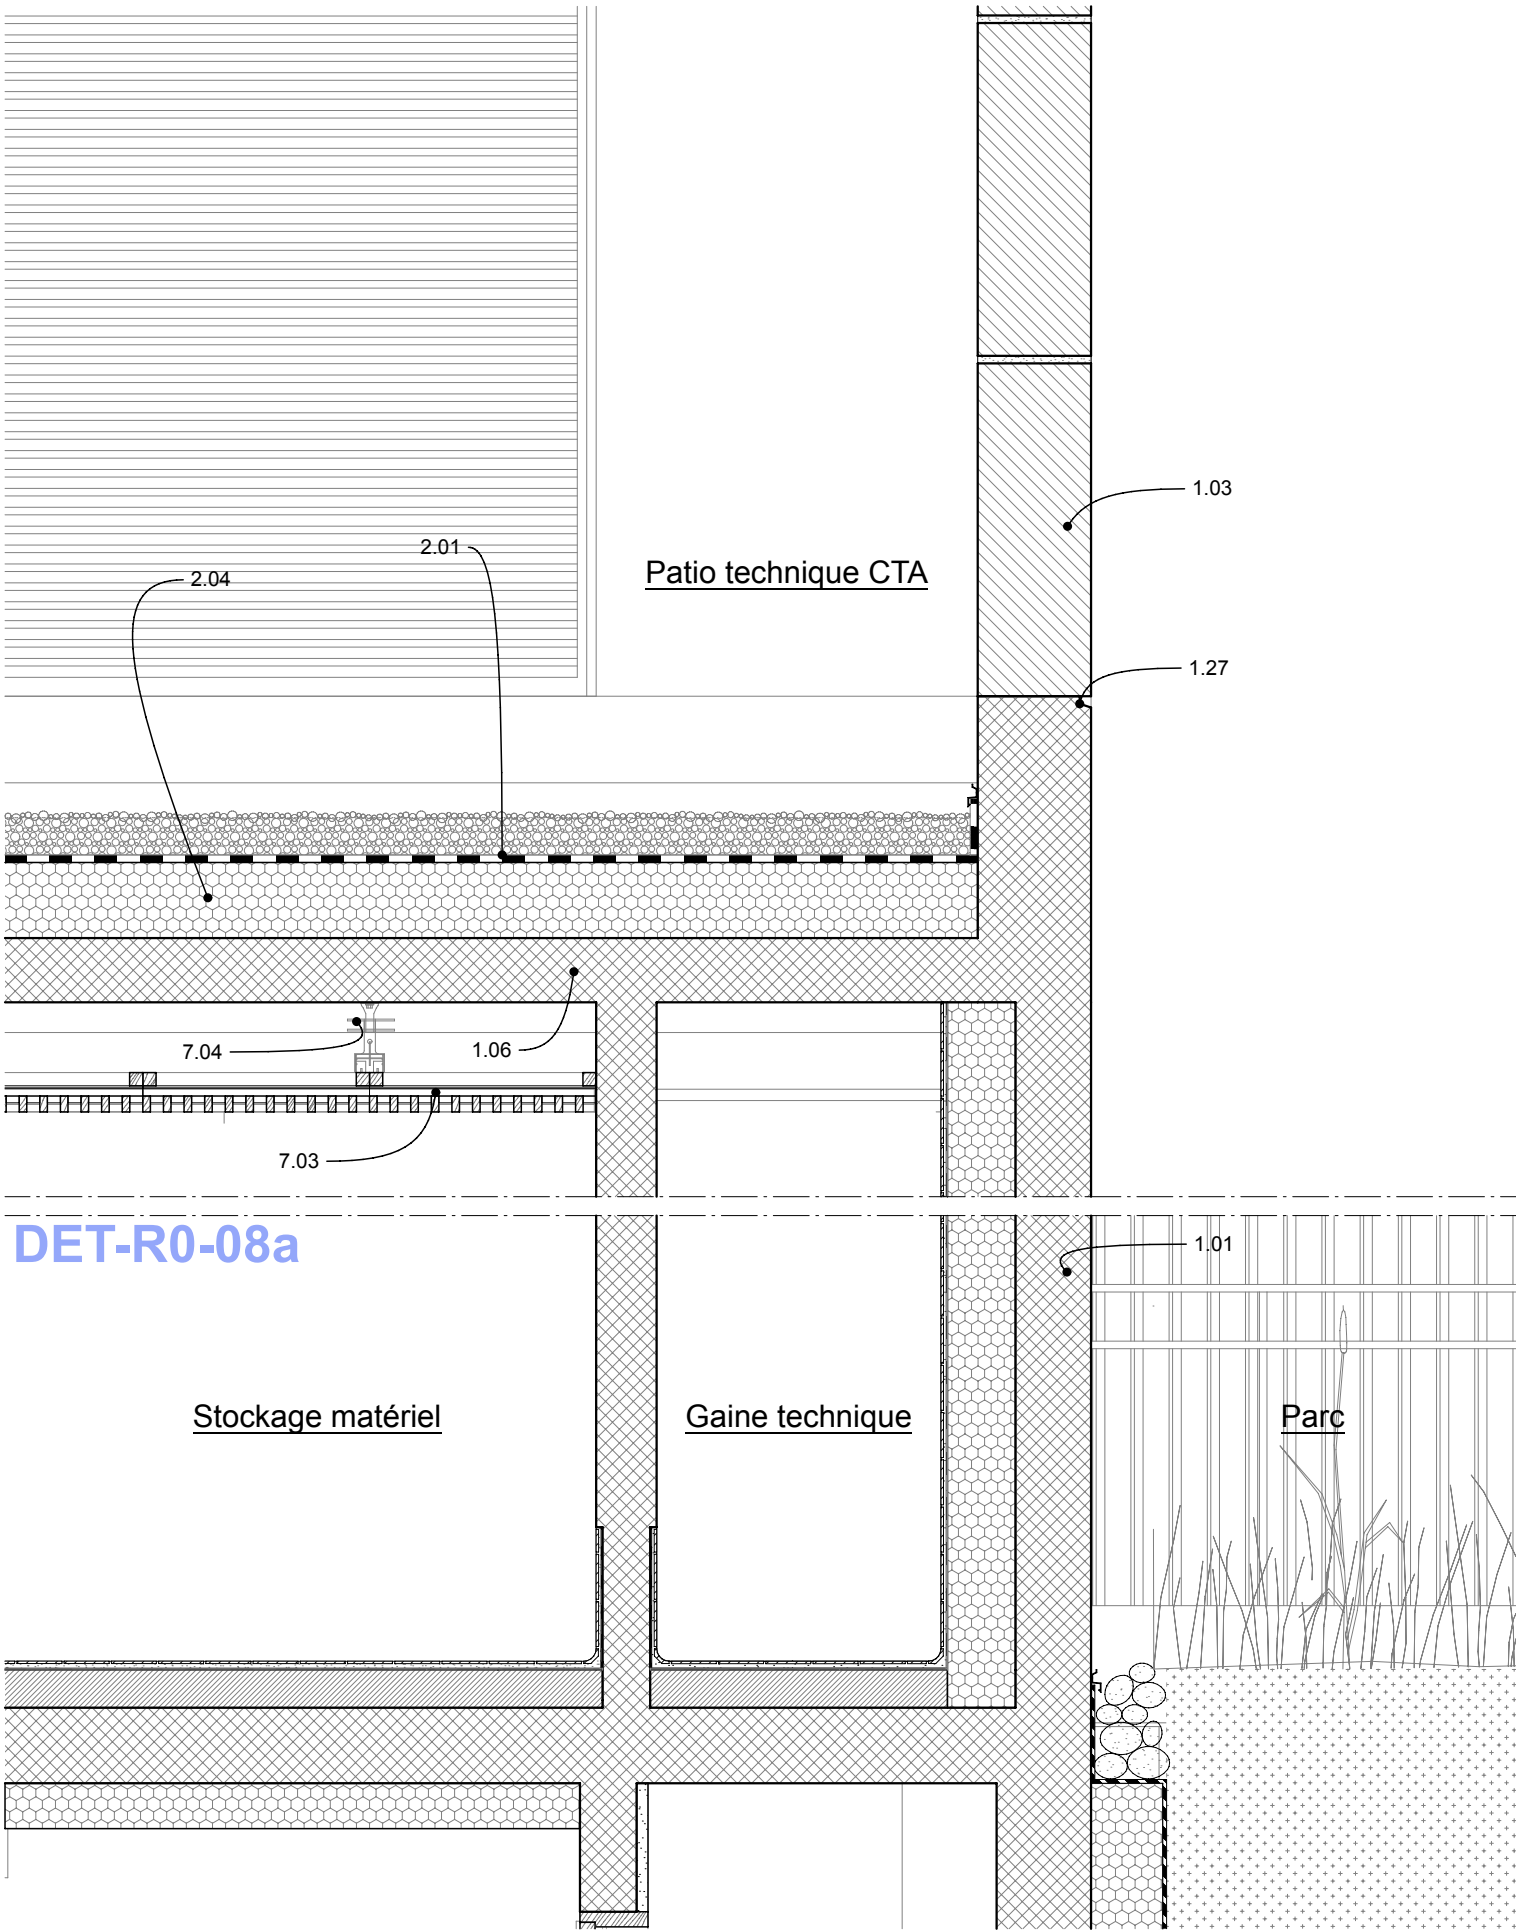 1.03
2.01
Patio technique CTA
2.04
1.27
7.04
1.06
7.03
DET-R0-08a
1.01
Stockage matériel
Gaine technique
Parc